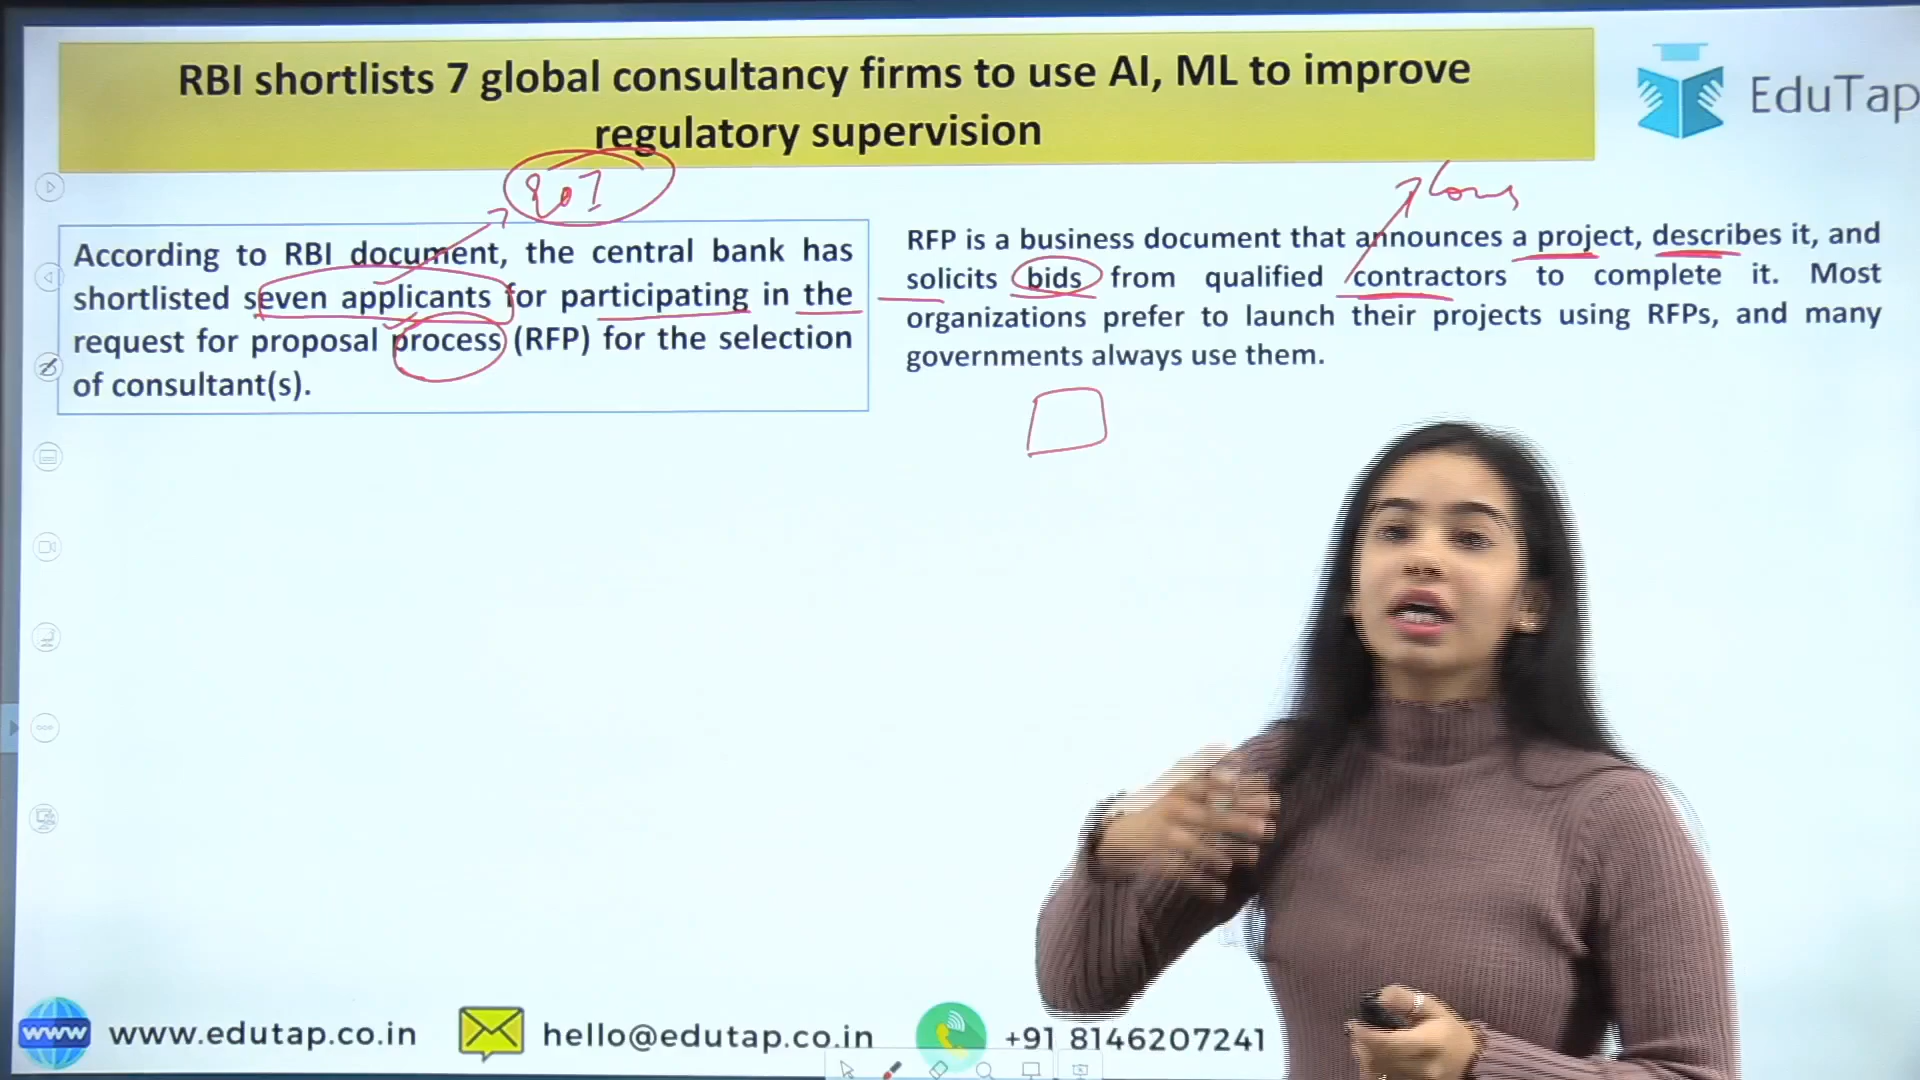 RBI shortlists 7 global consultancy firms to use AI, ML to improve
regulatory supervision
EduTap
EOI
According to RBI document, the central bank has
shortlisted seven applicants for participating in the
request for proposal process (RFP) for the selection
of consultant(s).
RFP is a business document that announces a project, describes it, and
solicits bids from qualified contractors to complete it. Most
organizations prefer to launch their projects using RFPs, and many
governments always use them.
www
www.edutap.co.in
hello@edutap.co.in
+91 8146207241